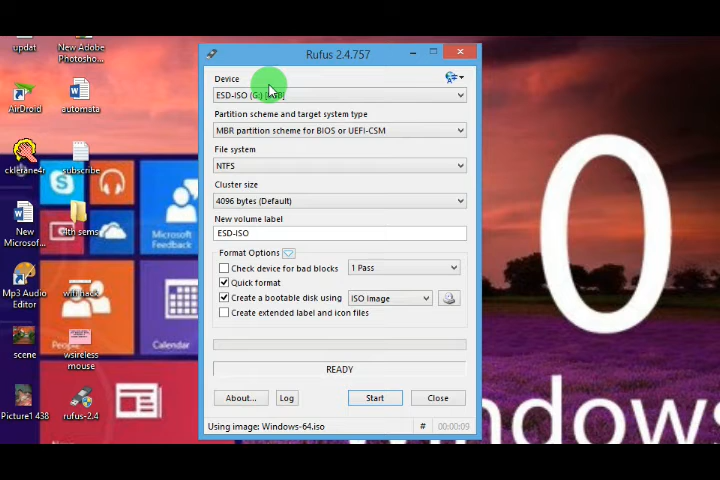 updat
New Adobe
Photosho...
AirDroid
automata
cklerane4r
subscribe
New
Microsof...
4th sems
Mp3 Audio
Editor
wifi hack
scene
wsireless
mouse
Picture1 438
rufus-2.4
Microsoft
Feedback
Calendar
Rufus 2.4.757
Device
ESD-ISO (G:)
Partition scheme and target system type
MBR partition scheme for BIOS or UEFI-CSM
File system
NTFS
Cluster size
4096 bytes (Default)
New volume label
ESD-ISO
Format Options
Check device for bad blocks
1 Pass
Quick format
Create a bootable disk using
ISO image
Create extended label and icon files
READY
About...
Log
Start
Close
Using image: Windows-64.iso
#
00:00:09
0
ndows